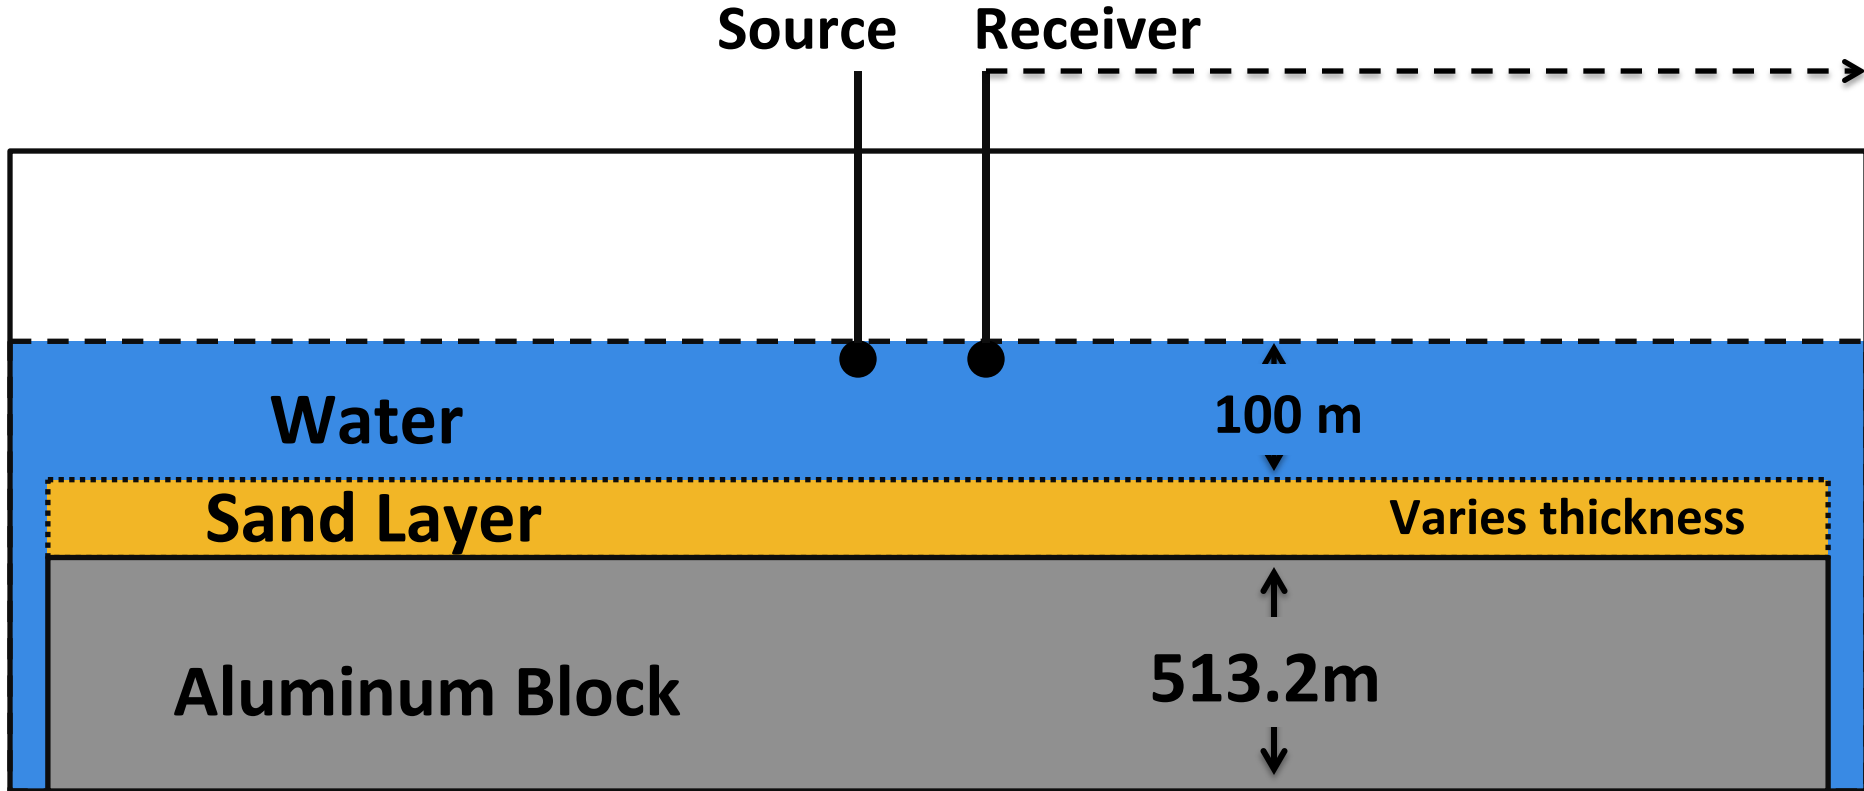 Source Receiver
Water
100 m
Sand Layer
Varies thickness
Aluminum Block
513.2m